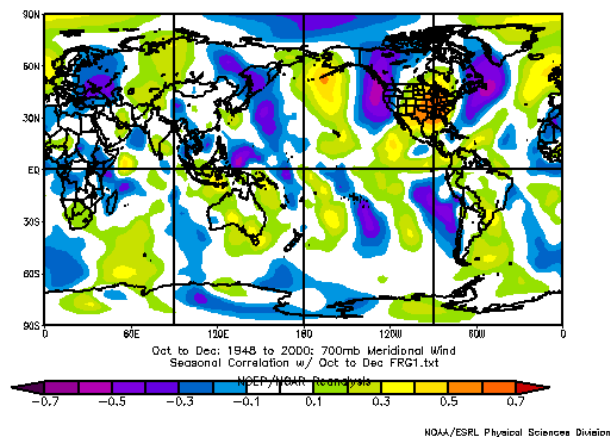 90N
60N
30N
EQ
30S
60S
90S
0 60E 120E 180 120W 60W 0
Oct to Dec: 1948 to 2000: 700mb Meridional Wind
Seasonal Correlation w/ Oct to Dec FRG1.txt
NCEP/NCAR Reanalysis
-0.7 -0.5 -0.3 -0.1 0.1 0.3 0.5 0.7
NOAA/ESRL Physical Sciences Division